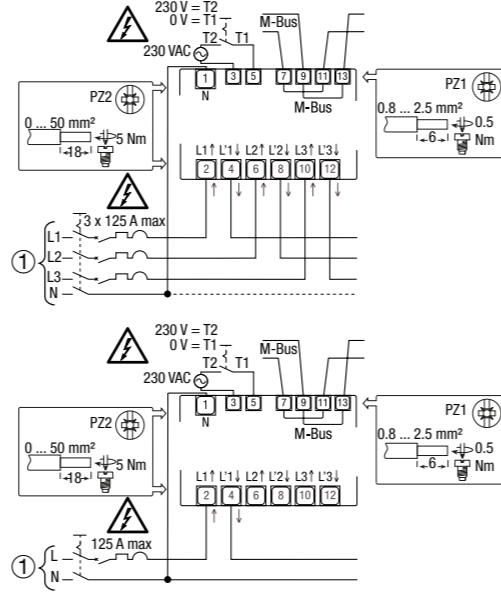 230 V = T2
0 V = T1
T2 T1
230 VAC
M-Bus
1 3 5 7 9 11 13
N
M-Bus
PZ2
0 ... 50 mm²
5 Nm
18
PZ1
0.8 ... 2.5 mm²
0.5 Nm
6
L1↑ L'1↓ L2↑ L'2↓ L3↑ L'3↓
2 4 6 8 10 12
3 x 125 A max
1
L1
L2
L3
N
230 V = T2
0 V = T1
T2 T1
230 VAC
M-Bus
1 3 5 7 9 11 13
N
M-Bus
PZ2
0 ... 50 mm²
5 Nm
18
PZ1
0.8 ... 2.5 mm²
0.5 Nm
6
L1↑ L'1↓ L2↑ L'2↓ L3↑ L'3↓
2 4 6 8 10 12
125 A max
1
L
N